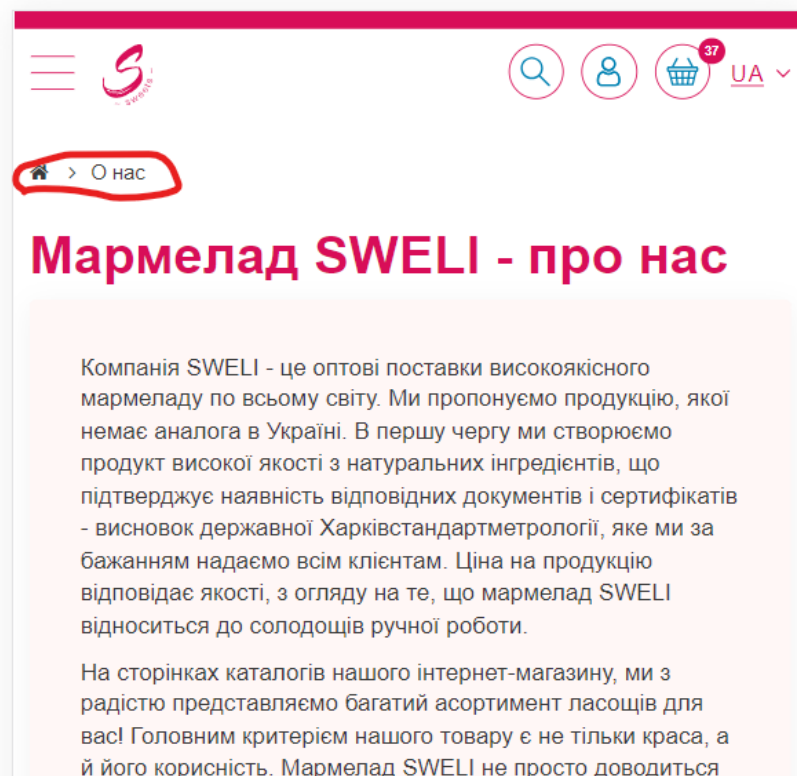 - sweets -
37
UA
> О нас
Мармелад SWELI - про нас
Компанія SWELI - це оптові поставки високоякісного
мармеладу по всьому світу. Ми пропонуємо продукцію, якої
немає аналога в Україні. В першу чергу ми створюємо
продукт високої якості з натуральних інгредієнтів, що
підтверджує наявність відповідних документів і сертифікатів
- висновок державної Харківстандартметрології, яке ми за
бажанням надаємо всім клієнтам. Ціна на продукцію
відповідає якості, з огляду на те, що мармелад SWELI
відноситься до солодощів ручної роботи.
На сторінках каталогів нашого інтернет-магазину, ми з
радістю представляємо багатий асортимент ласощів для
вас! Головним критерієм нашого товару є не тільки краса, а
й його корисність. Мармелад SWELI не просто доводиться